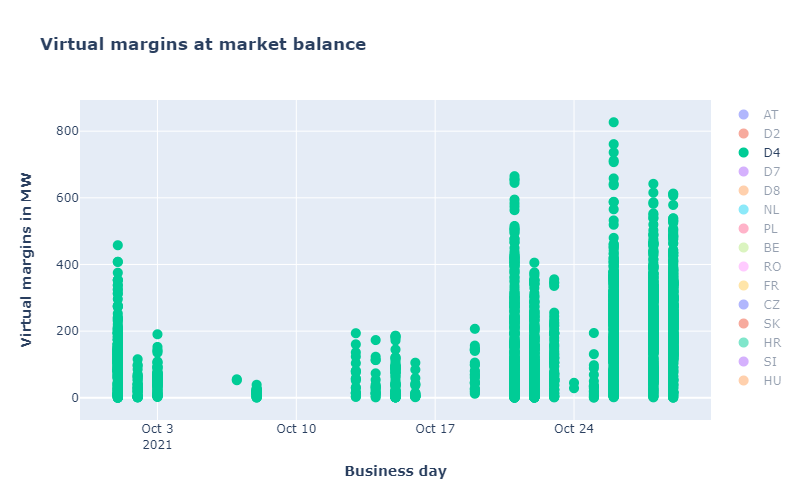 Virtual margins at market balance
Virtual margins in MW
800
600
400
200
0
Oct 3
2021
Oct 10
Oct 17
Oct 24
Business day
AT
D2
D4
D7
D8
NL
PL
BE
RO
FR
CZ
SK
HR
SI
HU